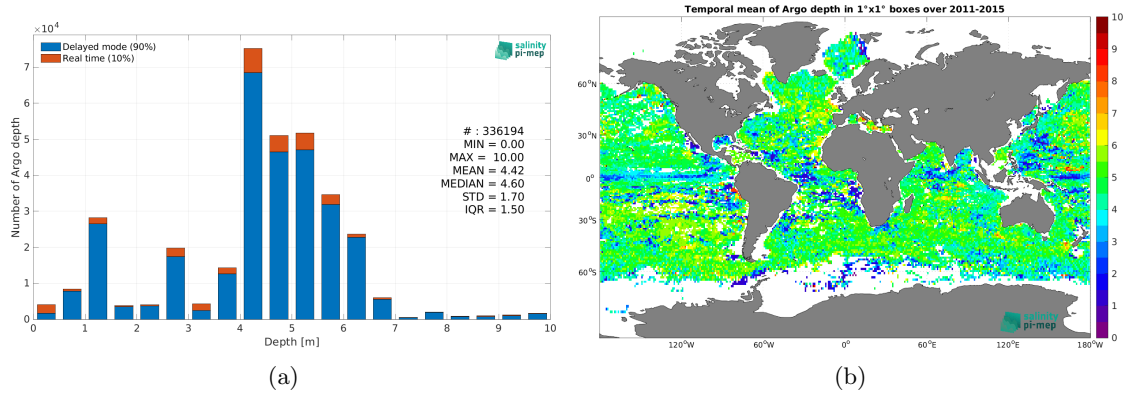 ×10⁴
Delayed mode (90%)
Real time (10%)
salinity
pi-mep
7
6
5
4
3
2
1
0
Number of Argo depth
# : 336194
MIN = 0.00
MAX = 10.00
MEAN = 4.42
MEDIAN = 4.60
STD = 1.70
IQR = 1.50
0 1 2 3 4 5 6 7 8 9 10
Depth [m]
(a)
Temporal mean of Argo depth in 1°x1° boxes over 2011-2015
60°N
30°N
0°
30°S
60°S
120°W 60°W 0° 60°E 120°E 180°W
salinity
pi-mep
10
9
8
7
6
5
4
3
2
1
0
(b)